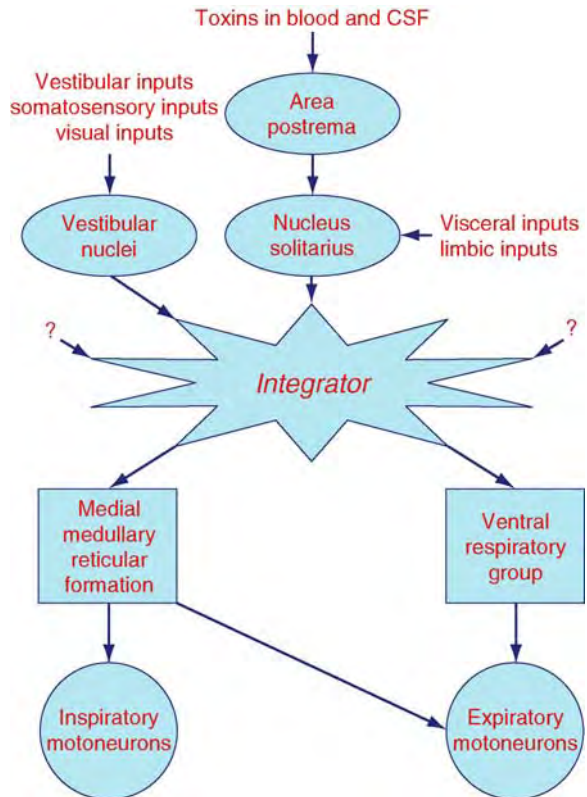 Toxins in blood and CSF
Vestibular inputs
somatosensory inputs
visual inputs
Area
postrema
Vestibular
nuclei
Nucleus
solitarius
Visceral inputs
limbic inputs
?
?
Integrator
Medial
medullary
reticular
formation
Ventral
respiratory
group
Inspiratory
motoneurons
Expiratory
motoneurons